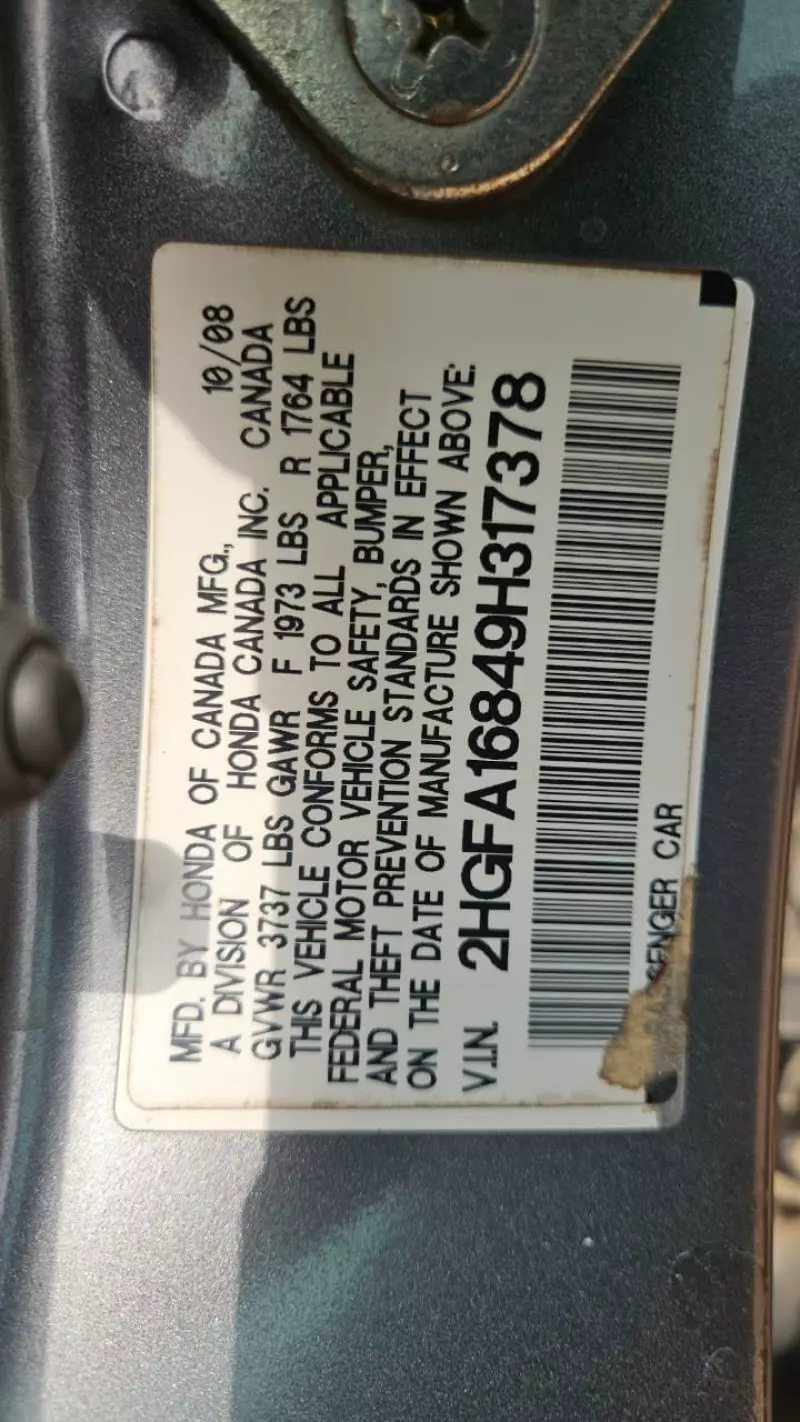 MFD. BY HONDA OF CANADA MFG., 10/08
A DIVISION OF HONDA CANADA INC. CANADA
GVWR 3737 LBS GAWR F 1973 LBS R 1764 LBS
THIS VEHICLE CONFORMS TO ALL APPLICABLE
FEDERAL MOTOR VEHICLE SAFETY, BUMPER,
AND THEFT PREVENTION STANDARDS IN EFFECT
ON THE DATE OF MANUFACTURE SHOWN ABOVE:
V.I.N. 2HGFA16849H317378
PASSENGER CAR